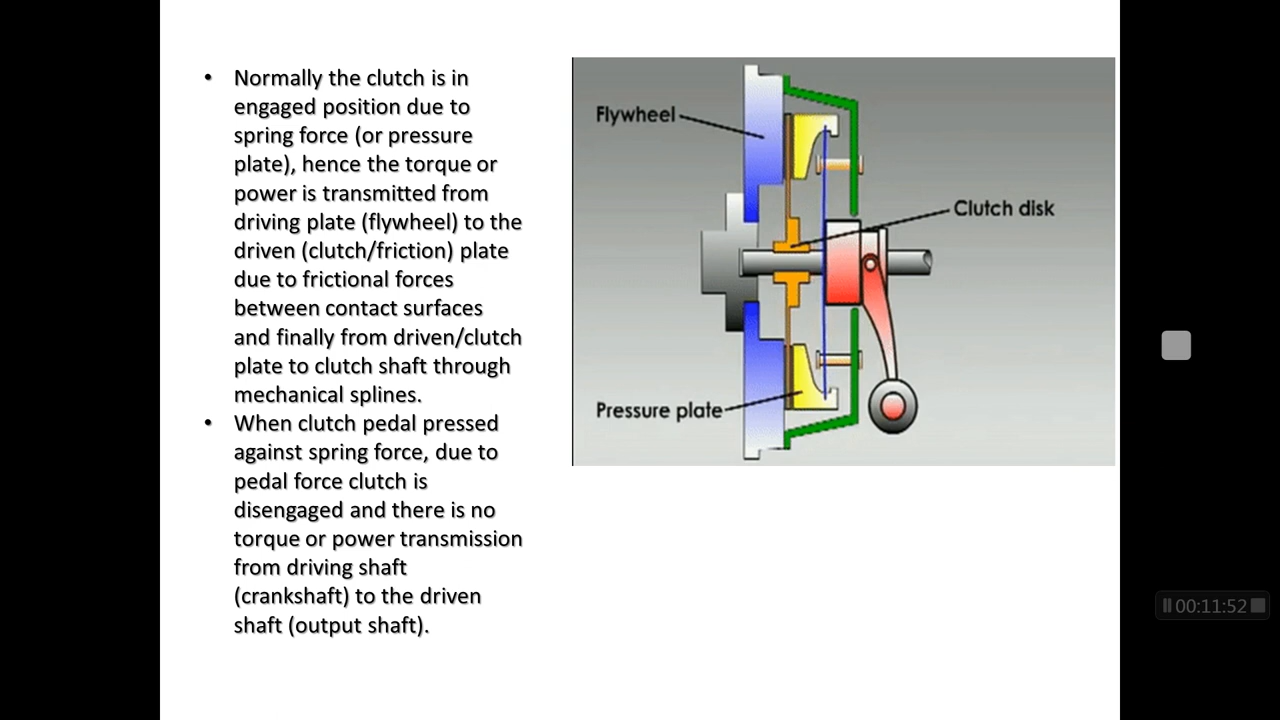 • Normally the clutch is in
engaged position due to
spring force (or pressure
plate), hence the torque or
power is transmitted from
driving plate (flywheel) to the
driven (clutch/friction) plate
due to frictional forces
between contact surfaces
and finally from driven/clutch
plate to clutch shaft through
mechanical splines.
• When clutch pedal pressed
against spring force, due to
pedal force clutch is
disengaged and there is no
torque or power transmission
from driving shaft
(crankshaft) to the driven
shaft (output shaft).
Flywheel
Clutch disk
Pressure plate
00:11:52